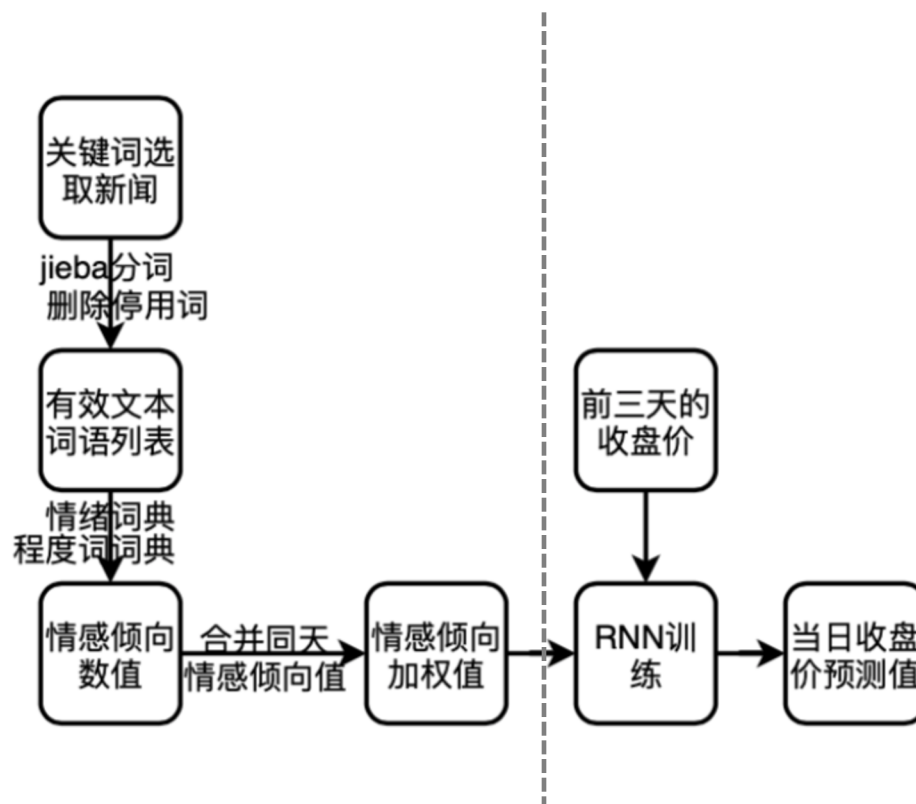 关键词选
取新闻
jieba分词
删除停用词
有效文本
词语列表
情绪词典
程度词词典
情感倾向
数值
合并同天
情感倾向值
情感倾向
加权值
前三天的
收盘价
RNN训
练
当日收盘
价预测值